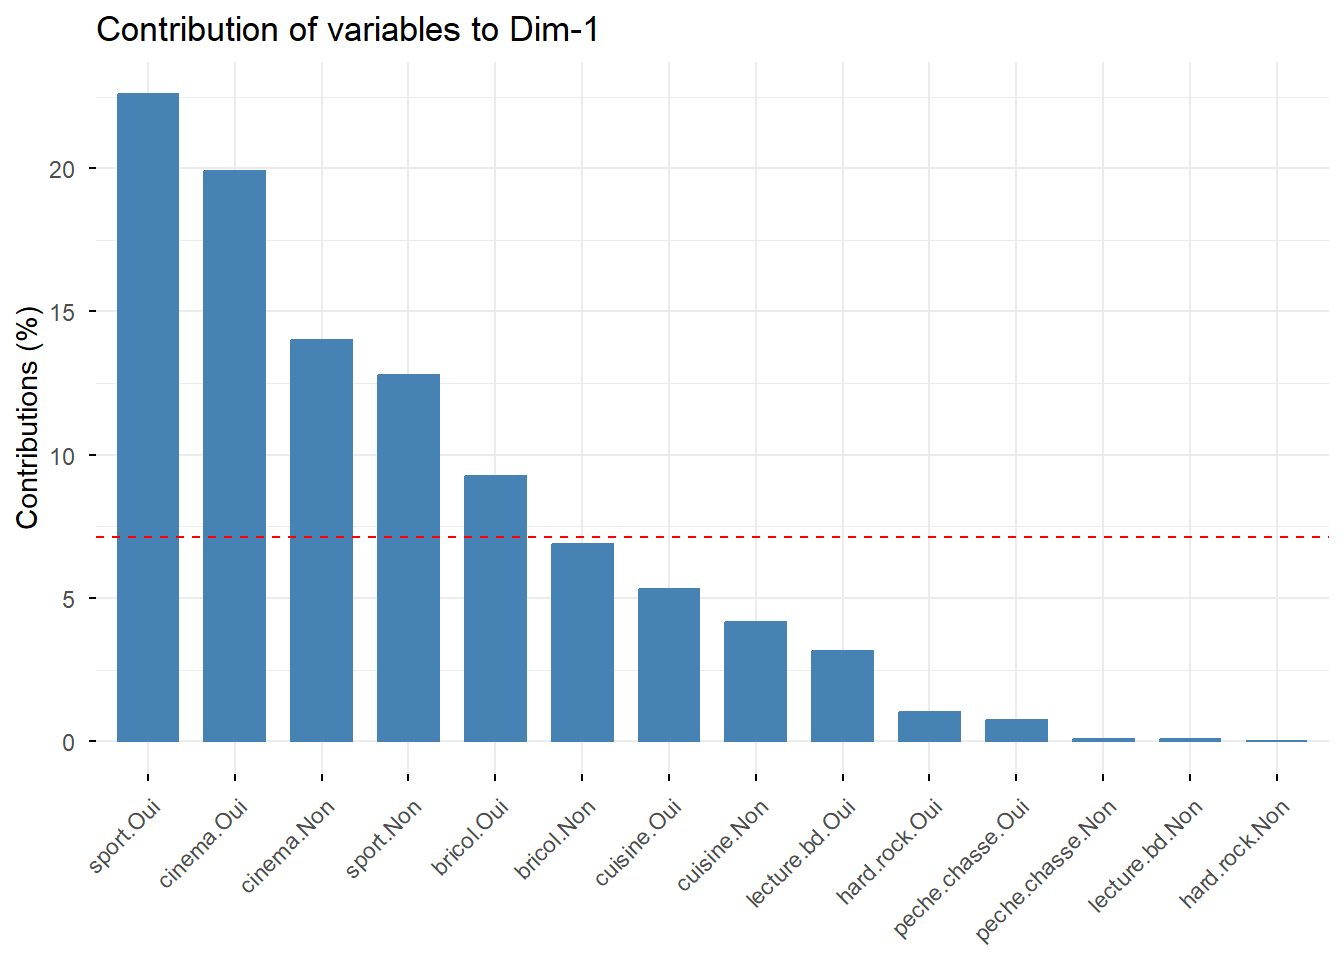 Contribution of variables to Dim-1
Contributions (%)
20
15
10
5
0
sport.Oui
cinema.Oui
cinema.Non
sport.Non
bricol.Oui
bricol.Non
cuisine.Oui
cuisine.Non
lecture.bd.Oui
hard.rock.Oui
peche.chasse.Oui
peche.chasse.Non
lecture.bd.Non
hard.rock.Non